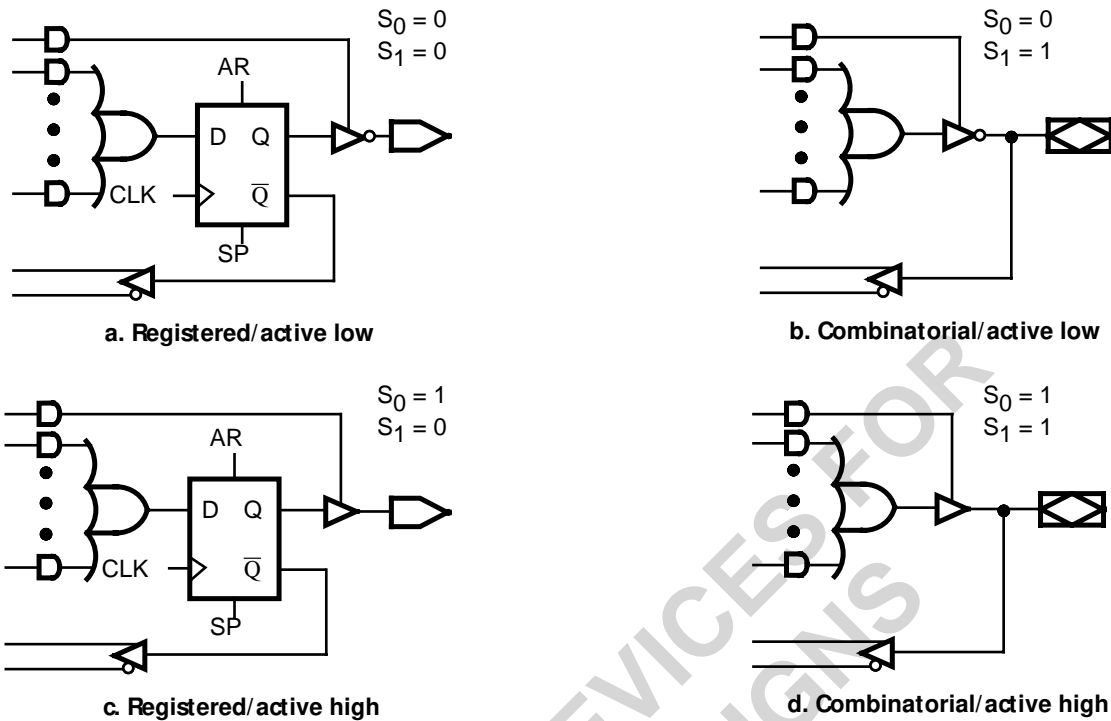 S0 = 0
S1 = 0
AR
D Q
CLK
Q̅
SP
a. Registered/active low
S0 = 0
S1 = 1
b. Combinatorial/active low
S0 = 1
S1 = 0
AR
D Q
CLK
Q̅
SP
c. Registered/active high
S0 = 1
S1 = 1
d. Combinatorial/active high
FOR